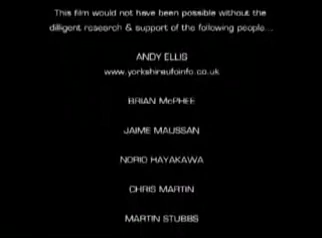 This film would not have been possible without the
dilligent research & support of the following people...
ANDY ELLIS
www.yorkshireufoinfo.co.uk
BRIAN McPHEE
JAIME MAUSSAN
NORIO HAYAKAWA
CHRIS MARTIN
MARTIN STUBBS